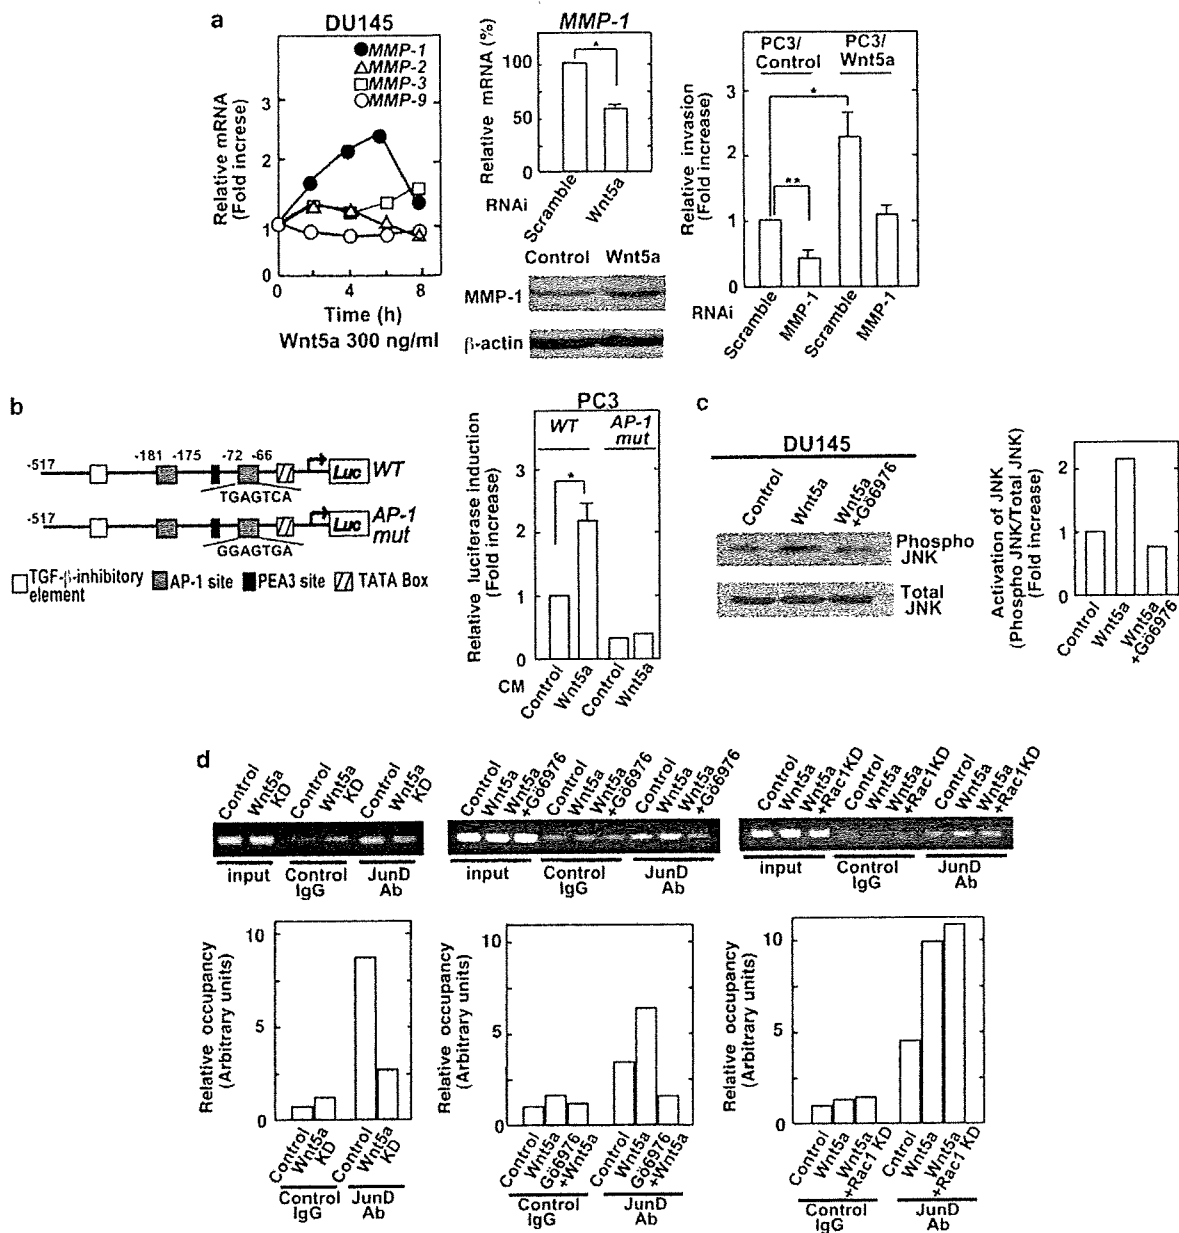 a
DU145
MMP-1
MMP-2
MMP-3
MMP-9
Relative mRNA
(Fold increse)
3
2
1
0
0
4
8
Time (h)
Wnt5a 300 ng/ml
MMP-1
Relative mRNA (%)
100
50
0
*
RNAi
Scramble
Wnt5a
Control
Wnt5a
MMP-1
β-actin
PC3/
Control
PC3/
Wnt5a
Relative invasion
(Fold increase)
3
2
1
0
*
**
RNAi
Scramble
MMP-1
Scramble
MMP-1
b
-517
-181
-175
-72
-66
Luc
WT
TGAGTCA
-517
Luc
AP-1
mut
GGAGTGA
TGF-β-inhibitory
element
AP-1 site
PEA3 site
TATA Box
PC3
WT
AP-1
mut
Relative luciferase induction
(Fold increase)
3
2
1
0
*
CM
Control
Wnt5a
Control
Wnt5a
c
DU145
Control
Wnt5a
Wnt5a
+Gö6976
Phospho
JNK
Total
JNK
Activation of JNK
(Phospho JNK/Total JNK)
(Fold increase)
2
1
0
Control
Wnt5a
Wnt5a
+Gö6976
d
Control
Wnt5a
KD
Control
Wnt5a
KD
Control
Wnt5a
KD
input
Control
IgG
JunD
Ab
Control
Wnt5a
Wnt5a
+Gö6976
Control
Wnt5a
Wnt5a
+Gö6976
Control
Wnt5a
Wnt5a
+Gö6976
input
Control
IgG
JunD
Ab
Control
Wnt5a
Wnt5a
+Rac1KD
Control
Wnt5a
Wnt5a
+Rac1KD
Control
Wnt5a
Wnt5a
+Rac1KD
input
Control
IgG
JunD
Ab
Relative occupancy
(Arbitrary units)
10
5
0
Control
Wnt5a
KD
Control
Wnt5a
KD
Control
IgG
JunD
Ab
Relative occupancy
(Arbitrary units)
10
5
0
Control
Wnt5a
Gö6976
+Wnt5a
Control
Wnt5a
Gö6976
+Wnt5a
Control
IgG
JunD
Ab
Relative occupancy
(Arbitrary units)
10
5
0
Control
Wnt5a
Wnt5a
+Rac1 KD
Control
Wnt5a
Wnt5a
+Rac1 KD
Control
IgG
JunD
Ab